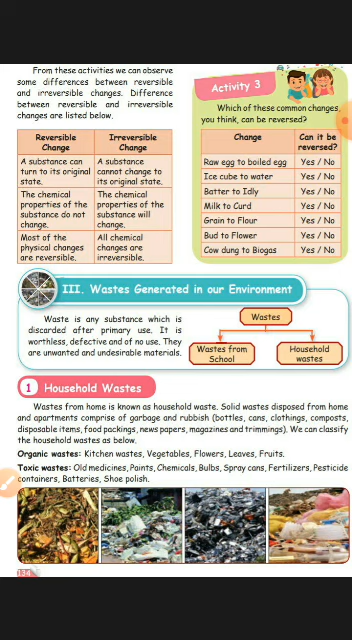 From these activities we can observe
some differences between reversible
and irreversible changes. Difference
between reversible and irreversible
changes are listed below.
Reversible Change
Irreversible Change
A substance can turn to its original state.
A substance cannot change to its original state.
The chemical properties of the substance do not change.
The chemical properties of the substance will change.
Most of the physical changes are reversible.
All chemical changes are irreversible.
Activity 3
Which of these common changes,
you think, can be reversed?
Change
Can it be reversed?
Raw egg to boiled egg Yes / No
Ice cube to water Yes / No
Batter to Idly Yes / No
Milk to Curd Yes / No
Grain to Flour Yes / No
Bud to Flower Yes / No
Cow dung to Biogas Yes / No
III. Wastes Generated in our Environment
Waste is any substance which is
discarded after primary use. It is
worthless, defective and of no use. They
are unwanted and undesirable materials.
Wastes
Wastes from School
Household wastes
1 Household Wastes
Wastes from home is known as household waste. Solid wastes disposed from home
and apartments comprise of garbage and rubbish (bottles, cans, clothings, composts,
disposable items, food packings, news papers, magazines and trimmings). We can classify
the household wastes as below.
Organic wastes: Kitchen wastes, Vegetables, Flowers, Leaves, Fruits.
Toxic wastes: Old medicines, Paints, Chemicals, Bulbs, Spray cans, Fertilizers, Pesticide
containers, Batteries, Shoe polish.
134